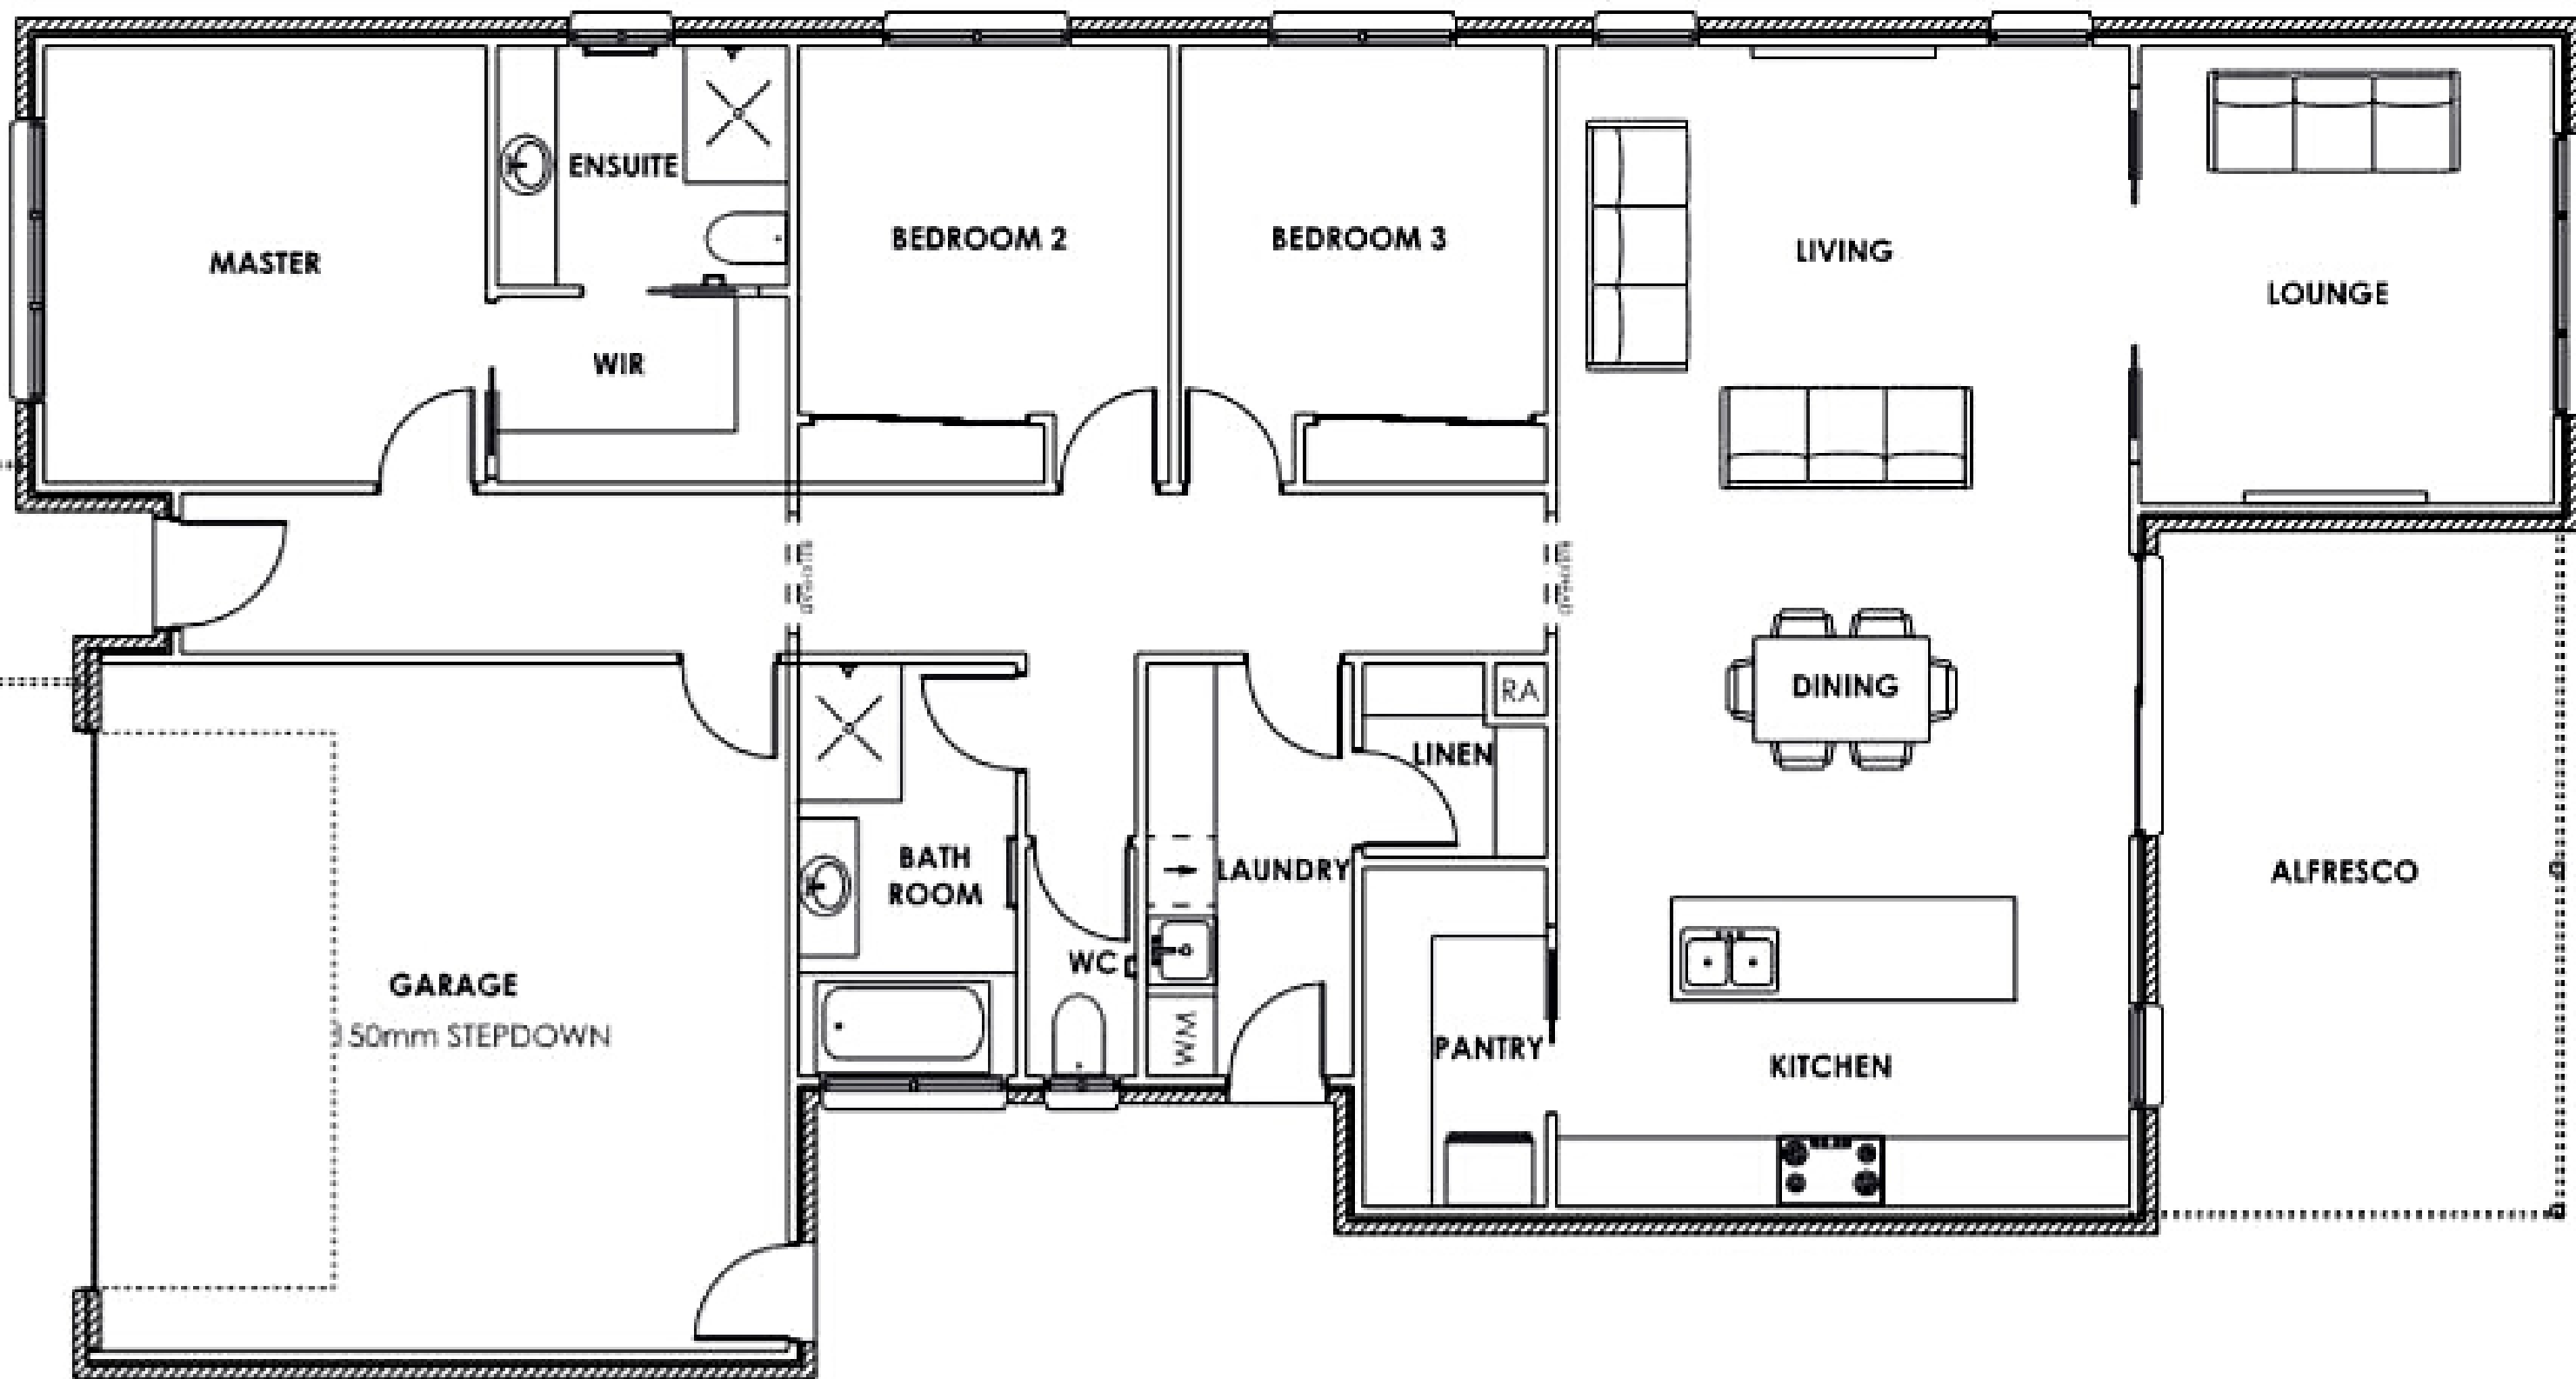 ENSUITE
MASTER
BEDROOM 2
BEDROOM 3
LIVING
LOUNGE
WIR
DINING
RA
LINEN
BATH
ROOM
LAUNDRY
ALFRESCO
WC
GARAGE
350mm STEPDOWN
WM
PANTRY
KITCHEN